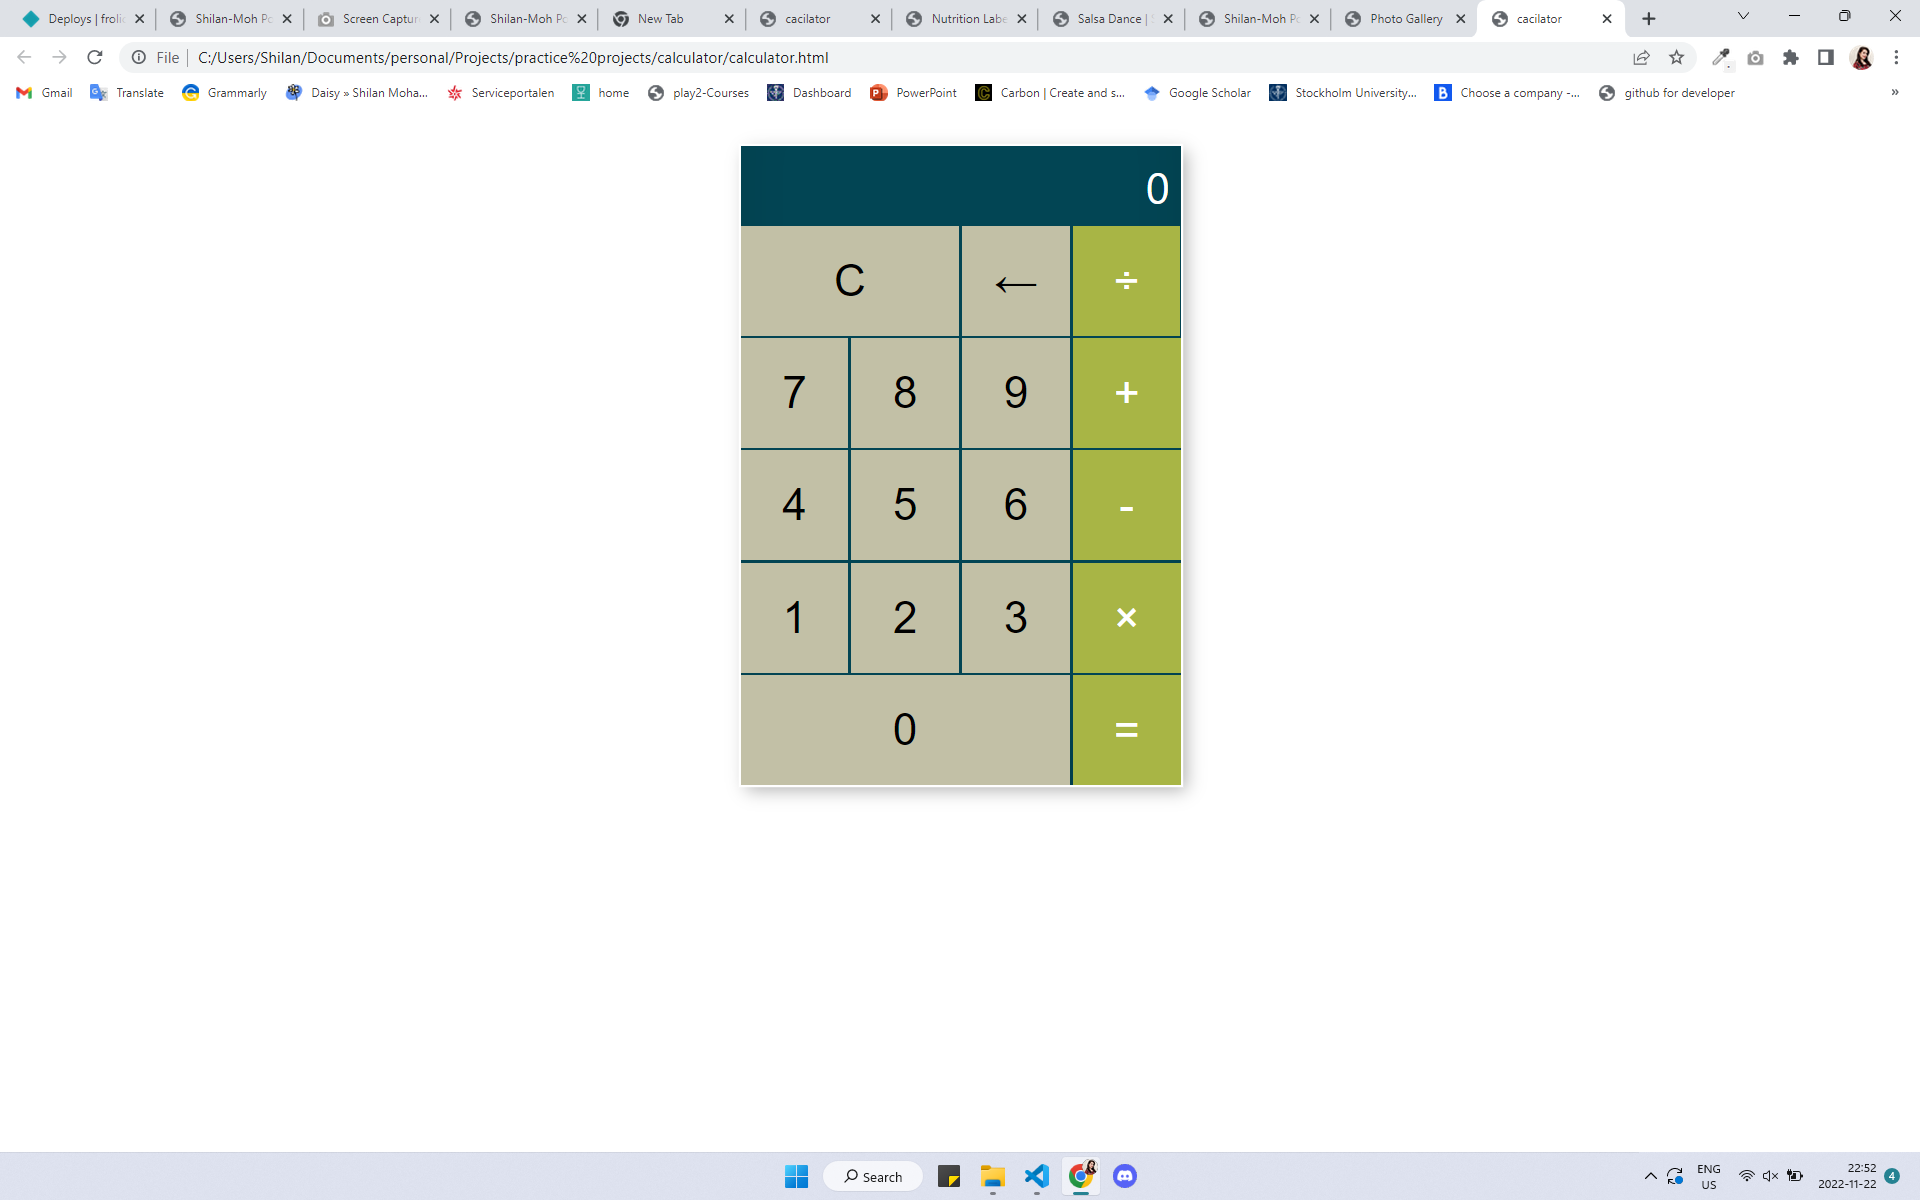 Deploys | frolic Shilan-Moh Po Screen Captur Shilan-Moh Po New Tab cacilator Nutrition Labe Salsa Dance | Shilan-Moh Po Photo Gallery cacilator
File C:/Users/Shilan/Documents/personal/Projects/practice%20projects/calculator/calculator.html
Gmail Translate Grammarly Daisy » Shilan Moha... Serviceportalen home play2-Courses Dashboard PowerPoint Carbon | Create and s... Google Scholar Stockholm University... Choose a company -... github for developer »
0
C ← ÷
7 8 9 +
4 5 6 -
1 2 3 ×
0 =
Search
ENG
US
22:52
2022-11-22
4